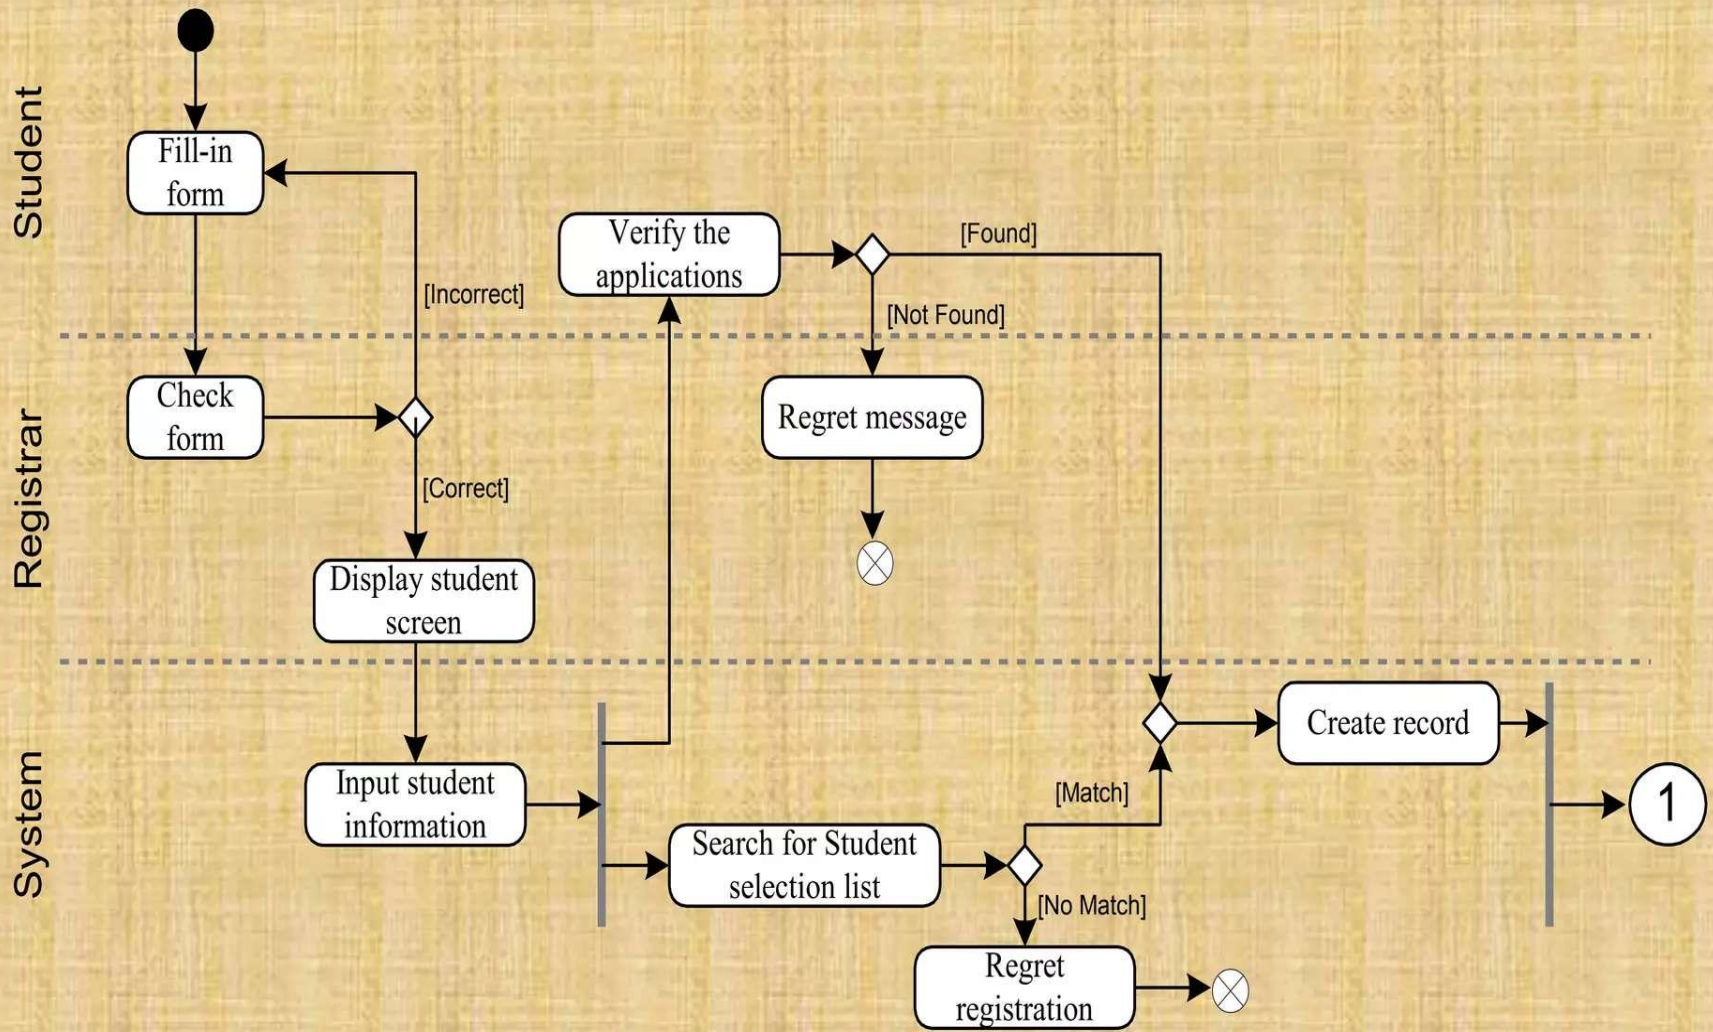 Student
Fill-in
form
[Incorrect]
Verify the
applications
[Found]
[Not Found]
Registrar
Check
form
[Correct]
Display student
screen
Regret message
System
Input student
information
Search for Student
selection list
[Match]
[No Match]
Regret
registration
Create record
1